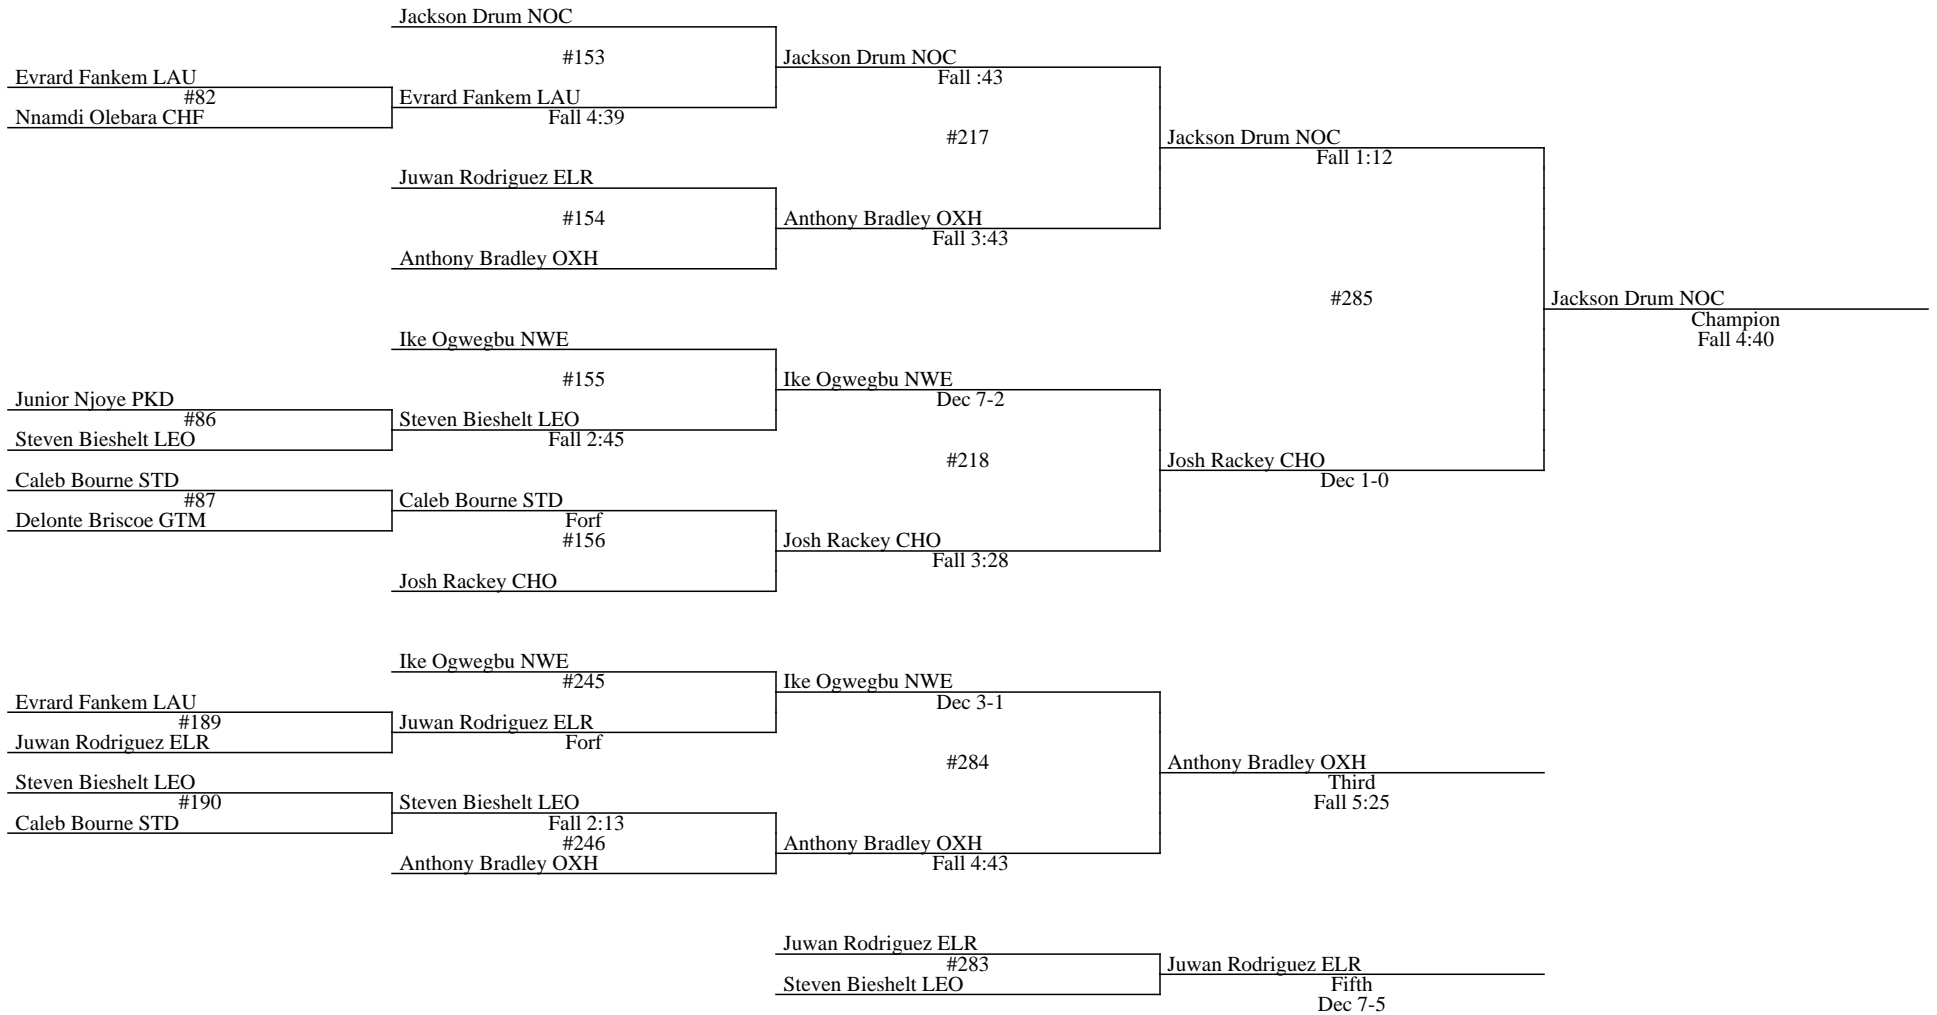 Jackson Drum NOC
#153
Jackson Drum NOC
Fall :43
Evrard Fankem LAU
#82
Nnamdi Olebara CHF
Evrard Fankem LAU
Fall 4:39
#217
Jackson Drum NOC
Fall 1:12
Juwan Rodriguez ELR
#154
Anthony Bradley OXH
Anthony Bradley OXH
Fall 3:43
#285
Jackson Drum NOC
Champion
Fall 4:40
Ike Ogwegbu NWE
#155
Ike Ogwegbu NWE
Dec 7-2
Junior Njoye PKD
#86
Steven Bieshelt LEO
Steven Bieshelt LEO
Fall 2:45
#218
Josh Rackey CHO
Dec 1-0
Caleb Bourne STD
#87
Delonte Briscoe GTM
Caleb Bourne STD
Forf
#156
Josh Rackey CHO
Josh Rackey CHO
Fall 3:28
Ike Ogwegbu NWE
#245
Ike Ogwegbu NWE
Dec 3-1
Evrard Fankem LAU
#189
Juwan Rodriguez ELR
Juwan Rodriguez ELR
Forf
#284
Anthony Bradley OXH
Third
Fall 5:25
Steven Bieshelt LEO
#190
Caleb Bourne STD
Steven Bieshelt LEO
Fall 2:13
#246
Anthony Bradley OXH
Anthony Bradley OXH
Fall 4:43
Juwan Rodriguez ELR
#283
Steven Bieshelt LEO
Juwan Rodriguez ELR
Fifth
Dec 7-5